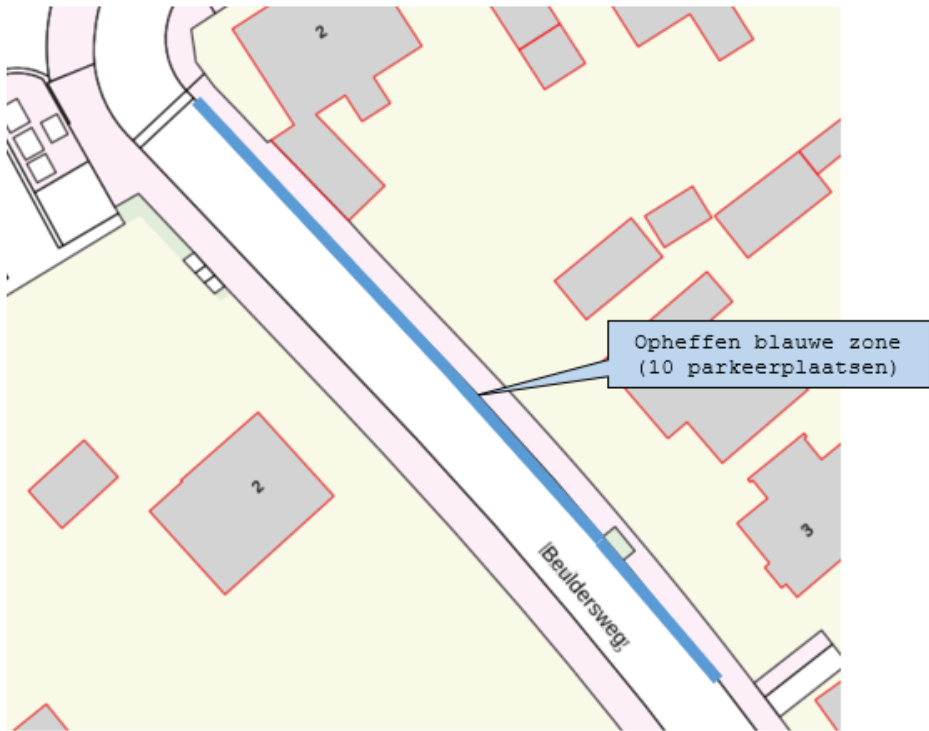 2
Opheffen blauwe zone
(10 parkeerplaatsen)
2
3
Beuldersweg